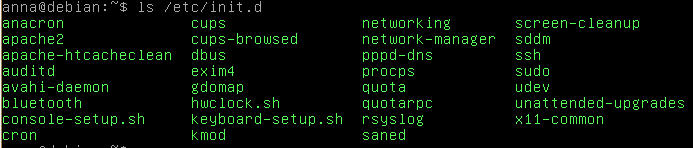 anna@debian:~$ ls /etc/init.d
anacron cups networking screen-cleanup
apache2 cups-browsed network-manager sddm
apache-htcacheclean dbus pppd-dns ssh
auditd exim4 procps sudo
avahi-daemon gdomap quota udev
bluetooth hwclock.sh quotarpc unattended-upgrades
console-setup.sh keyboard-setup.sh rsyslog x11-common
cron kmod saned